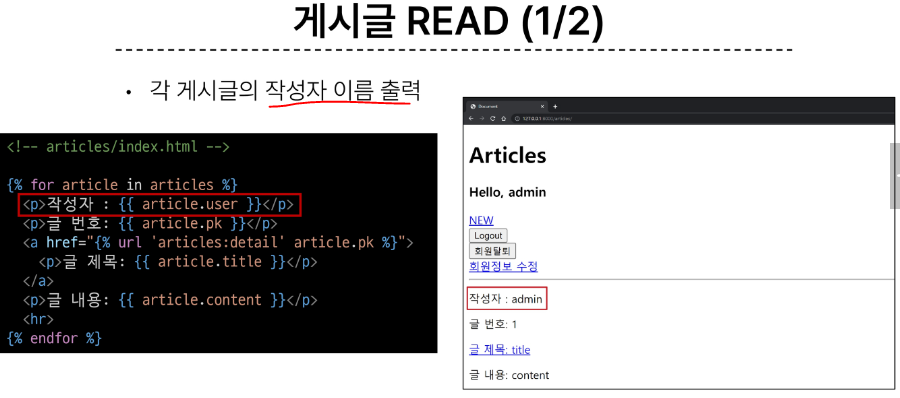 게시글 READ (1/2)
• 각 게시글의 작성자 이름 출력
<!-- articles/index.html -->
{% for article in articles %}
<p>작성자 : {{ article.user }}</p>
<p>글 번호: {{ article.pk }}</p>
<a href="{% url 'articles:detail' article.pk %}">
<p>글 제목: {{ article.title }}</p>
</a>
<p>글 내용: {{ article.content }}</p>
<hr>
{% endfor %}
Document
127.0.0.1:8000/articles/
Articles
Hello, admin
NEW
Logout
회원탈퇴
회원정보 수정
작성자 : admin
글 번호: 1
글 제목: title
글 내용: content